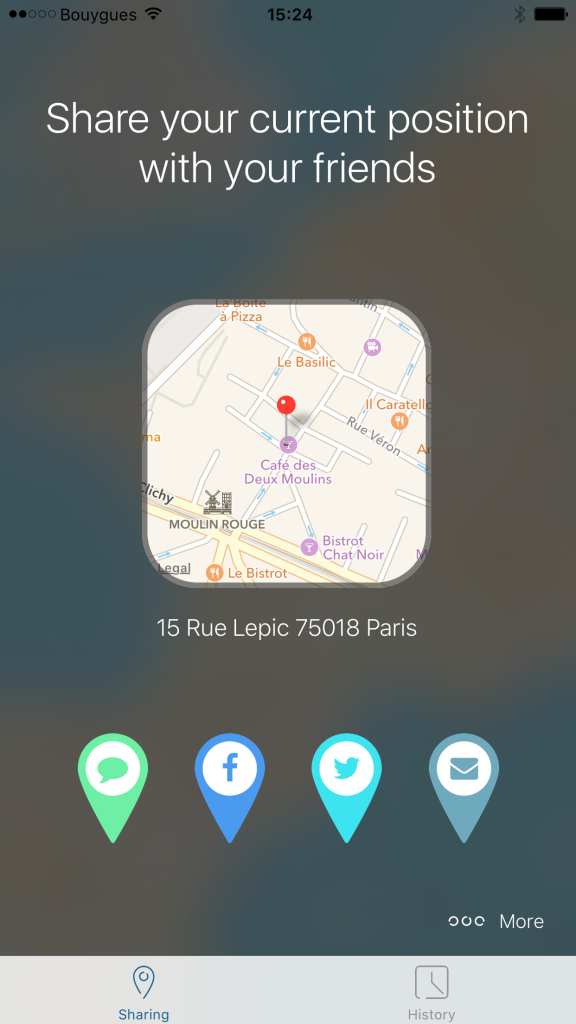 Bouygues 15:24
Share your current position
with your friends
La Boîte
à Pizza
Le Basilic
Il Caratello
Rue Véron
Café des
Deux Moulins
Clichy
MOULIN ROUGE
Bistrot
Chat Noir
Legal
Le Bistrot
15 Rue Lepic 75018 Paris
More
Sharing
History